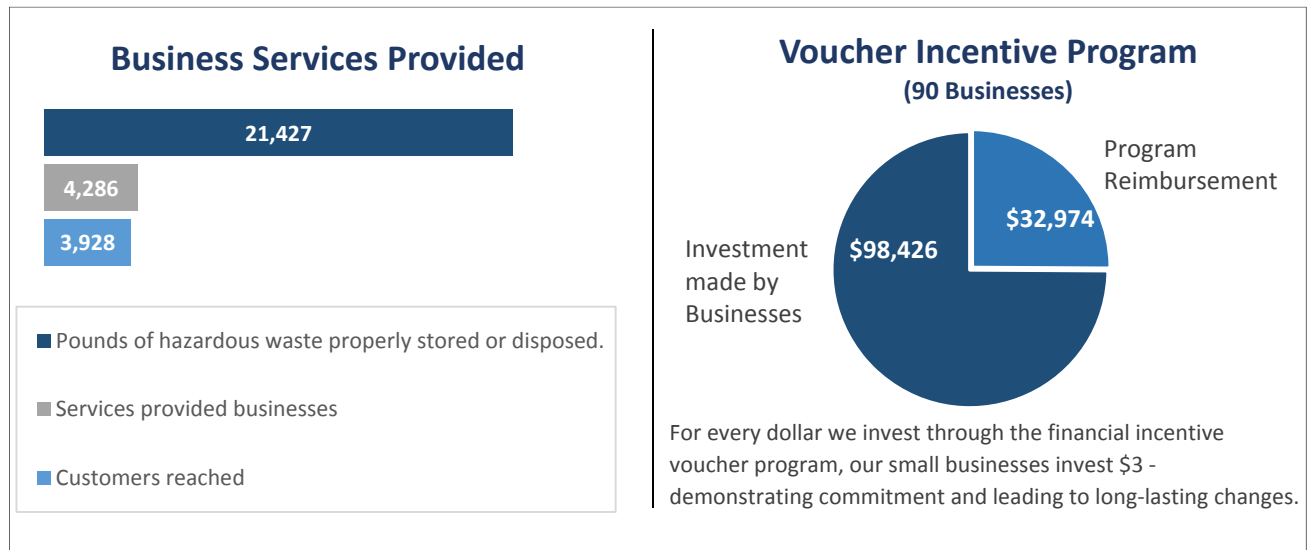 Business Services Provided
21,427
4,286
3,928
Pounds of hazardous waste properly stored or disposed.
Services provided businesses
Customers reached
Voucher Incentive Program
(90 Businesses)
Program
Reimbursement
$32,974
$98,426
Investment
made by
Businesses
For every dollar we invest through the financial incentive
voucher program, our small businesses invest $3 -
demonstrating commitment and leading to long-lasting changes.